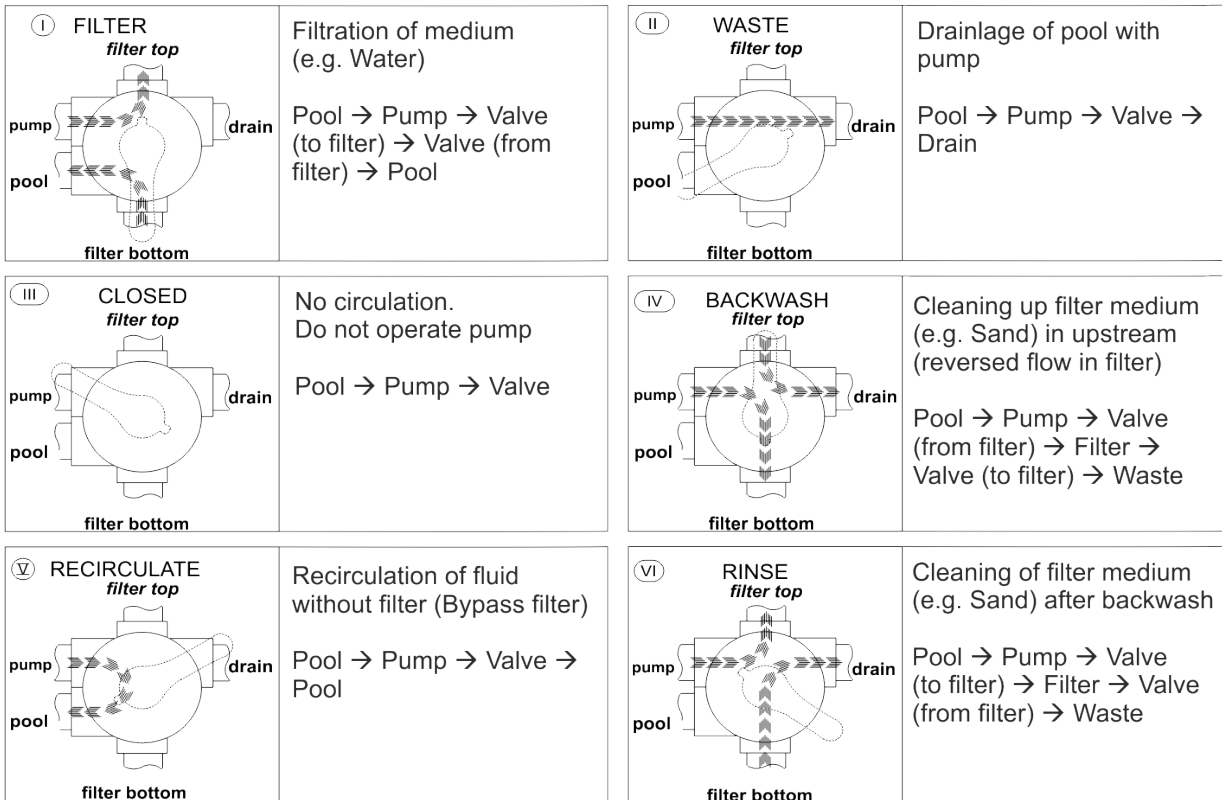 I FILTER
filter top
pump
drain
pool
filter bottom
Filtration of medium
(e.g. Water)
Pool → Pump → Valve
(to filter) → Valve (from
filter) → Pool
II WASTE
filter top
pump
drain
pool
filter bottom
Drainlage of pool with
pump
Pool → Pump → Valve →
Drain
III CLOSED
filter top
pump
drain
pool
filter bottom
No circulation.
Do not operate pump
Pool → Pump → Valve
IV BACKWASH
filter top
pump
drain
pool
filter bottom
Cleaning up filter medium
(e.g. Sand) in upstream
(reversed flow in filter)
Pool → Pump → Valve
(from filter) → Filter →
Valve (to filter) → Waste
V RECIRCULATE
filter top
pump
drain
pool
filter bottom
Recirculation of fluid
without filter (Bypass filter)
Pool → Pump → Valve →
Pool
VI RINSE
filter top
pump
drain
pool
filter bottom
Cleaning of filter medium
(e.g. Sand) after backwash
Pool → Pump → Valve
(to filter) → Filter → Valve
(from filter) → Waste